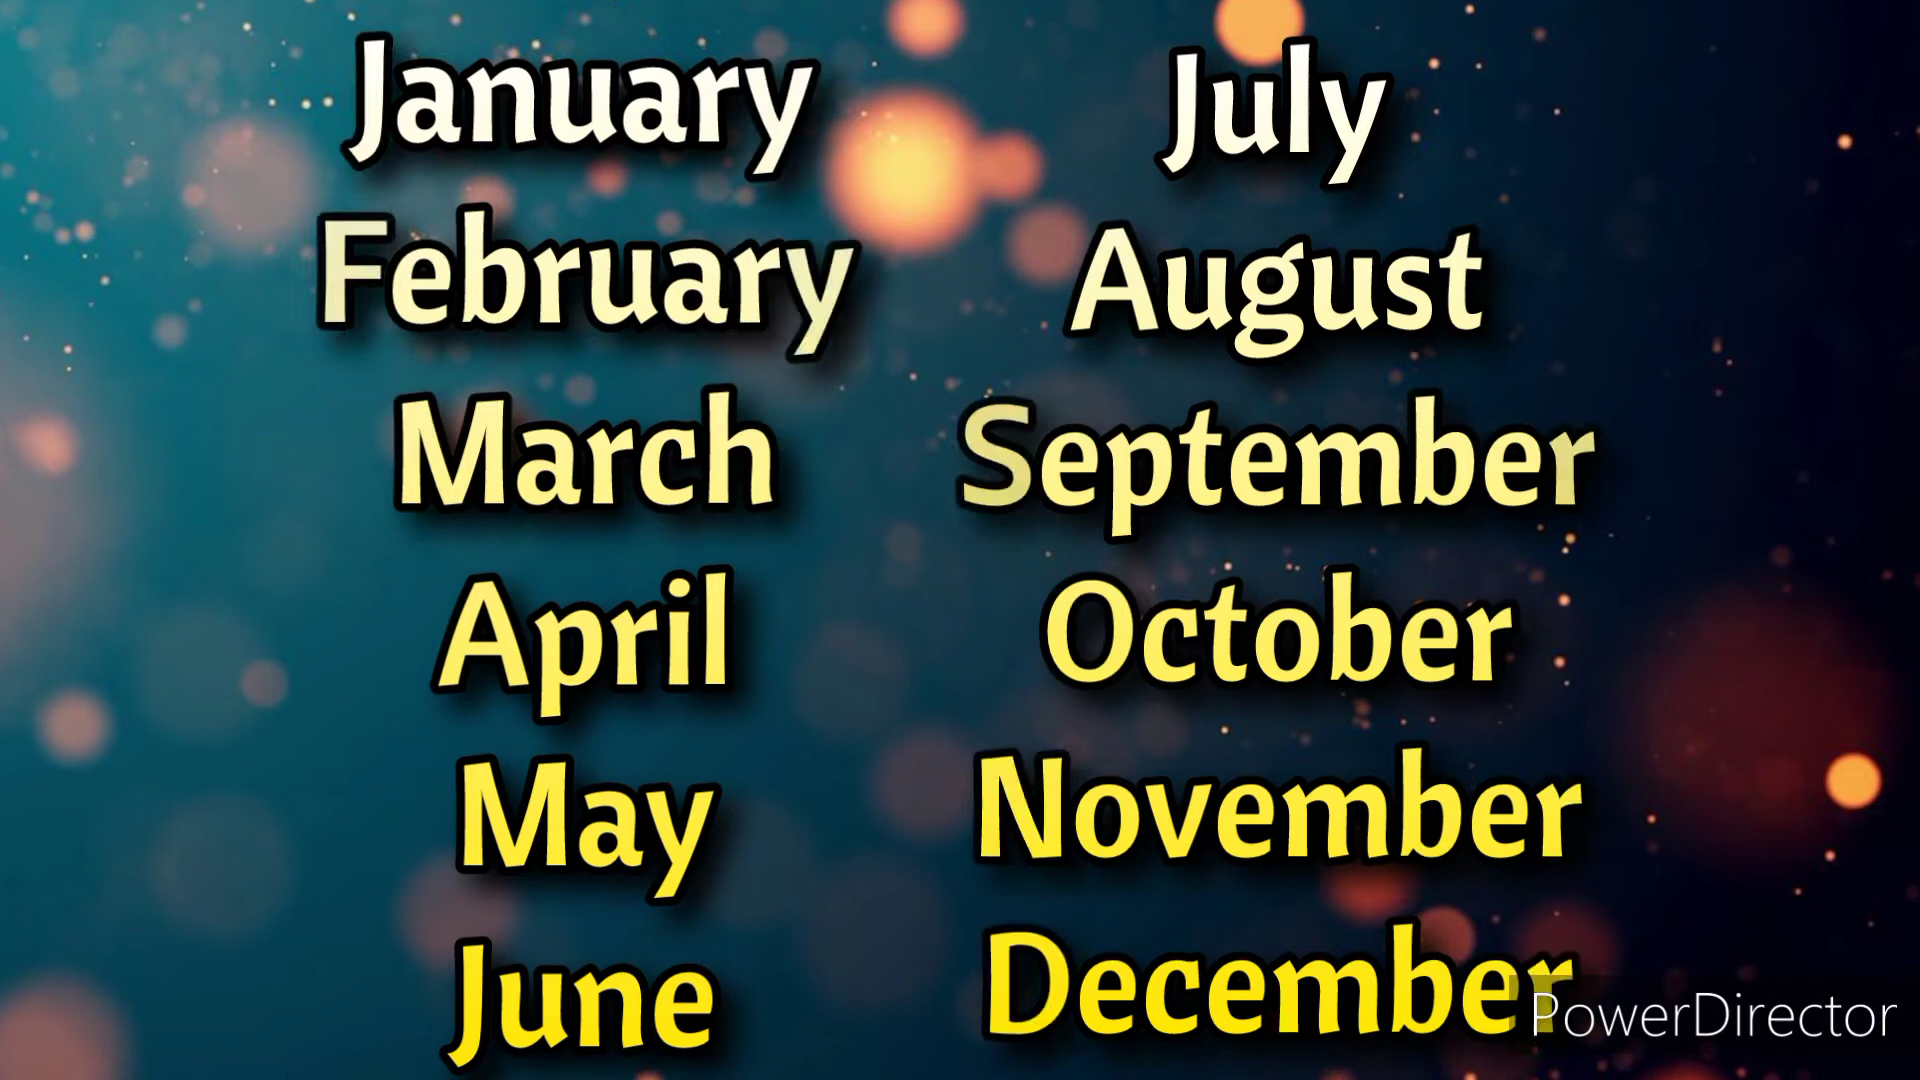 January
February
March
April
May
June
July
August
September
October
November
December
PowerDirector